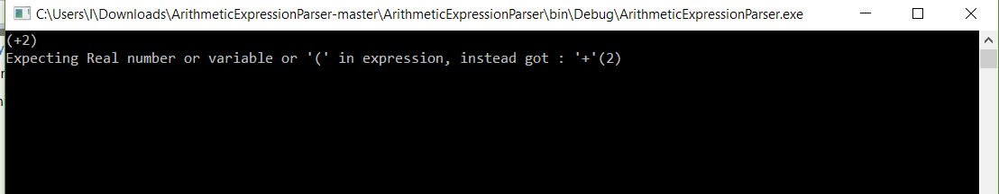 C:\Users\I\Downloads\ArithmeticExpressionParser-master\ArithmeticExpressionParser\bin\Debug\ArithmeticExpressionParser.exe
(+2)
Expecting Real number or variable or '(' in expression, instead got : '+'(2)